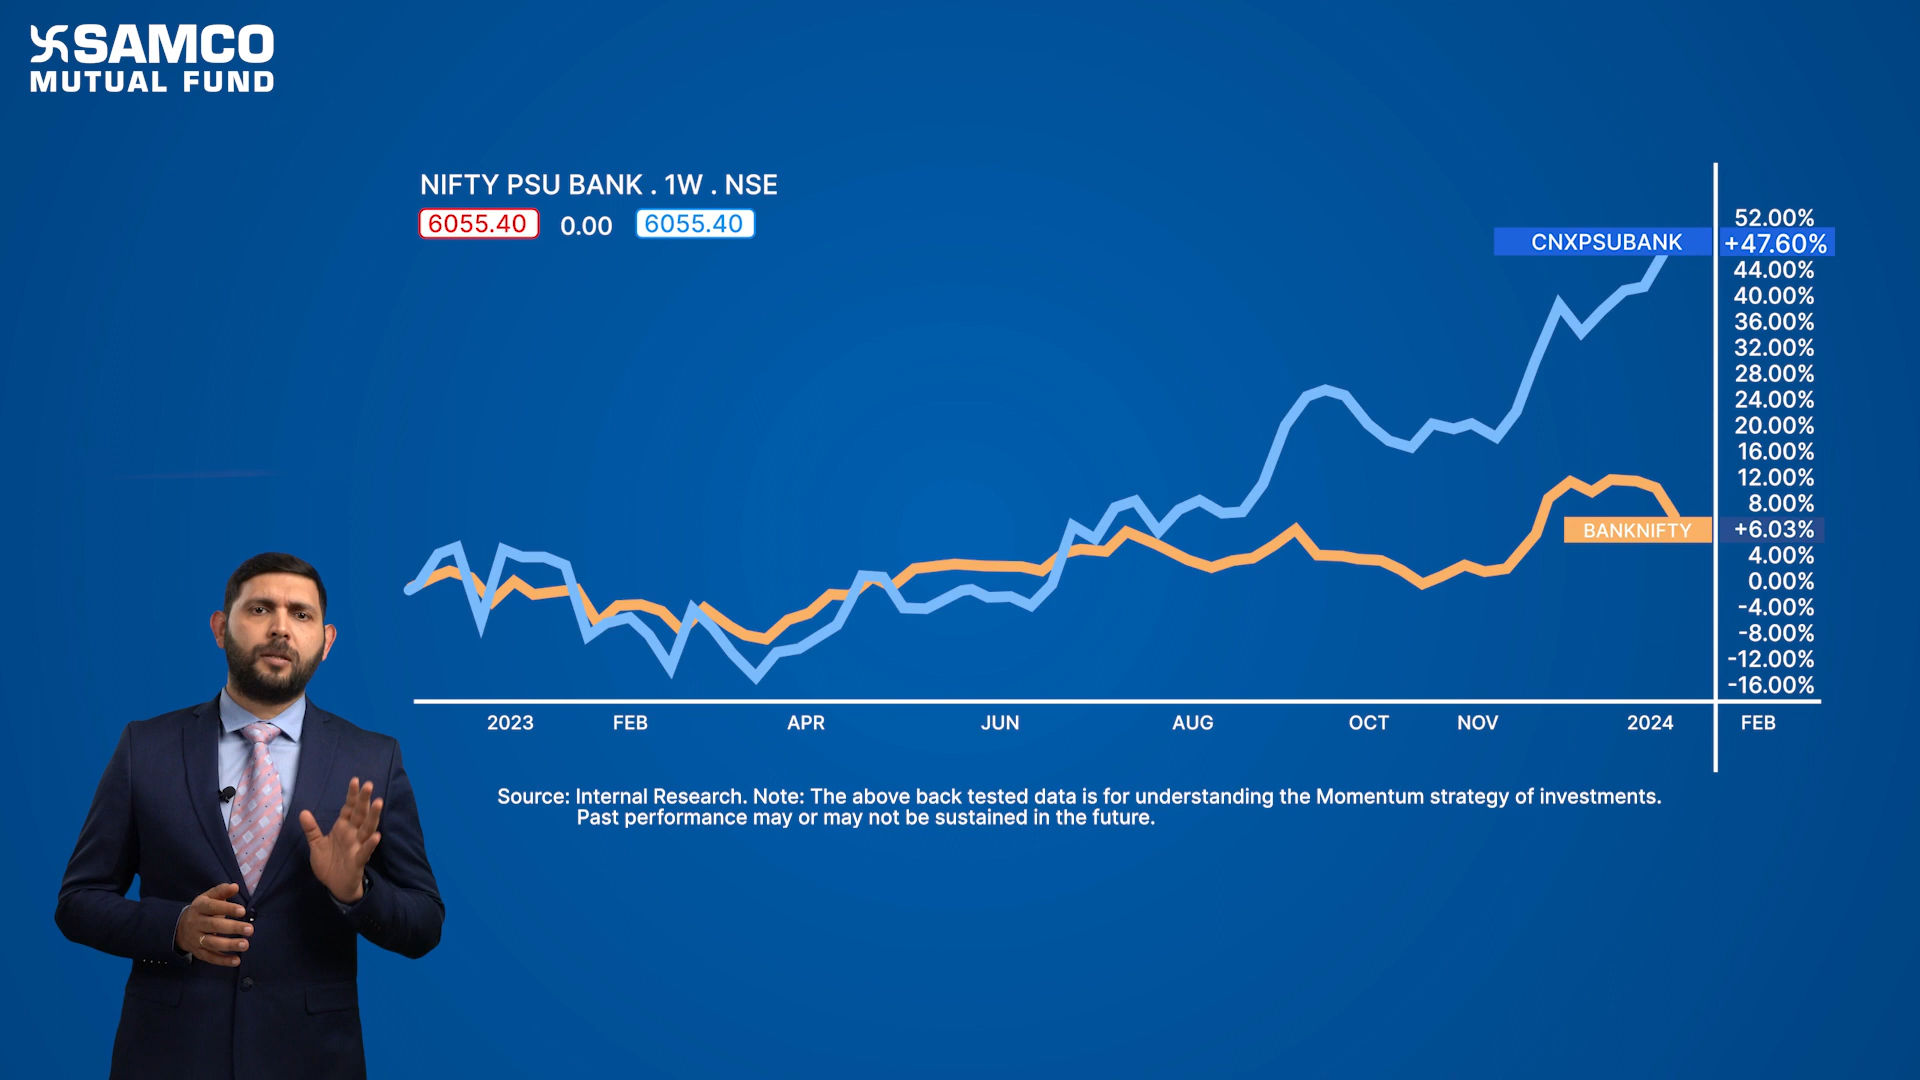 SAMCO
MUTUAL FUND
NIFTY PSU BANK . 1W . NSE
6055.40 0.00 6055.40
52.00%
CNXPSUBANK +47.60%
44.00%
40.00%
36.00%
32.00%
28.00%
24.00%
20.00%
16.00%
12.00%
8.00%
BANKNIFTY +6.03%
4.00%
0.00%
-4.00%
-8.00%
-12.00%
-16.00%
2023 FEB APR JUN AUG OCT NOV 2024 FEB
Source: Internal Research. Note: The above back tested data is for understanding the Momentum strategy of investments.
Past performance may or may not be sustained in the future.